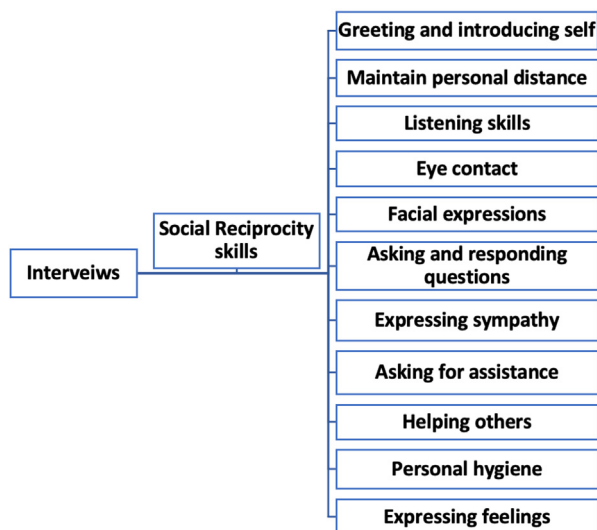 Greeting and introducing self
Maintain personal distance
Listening skills
Eye contact
Facial expressions
Social Reciprocity
skills
Interveiws
Asking and responding
questions
Expressing sympathy
Asking for assistance
Helping others
Personal hygiene
Expressing feelings